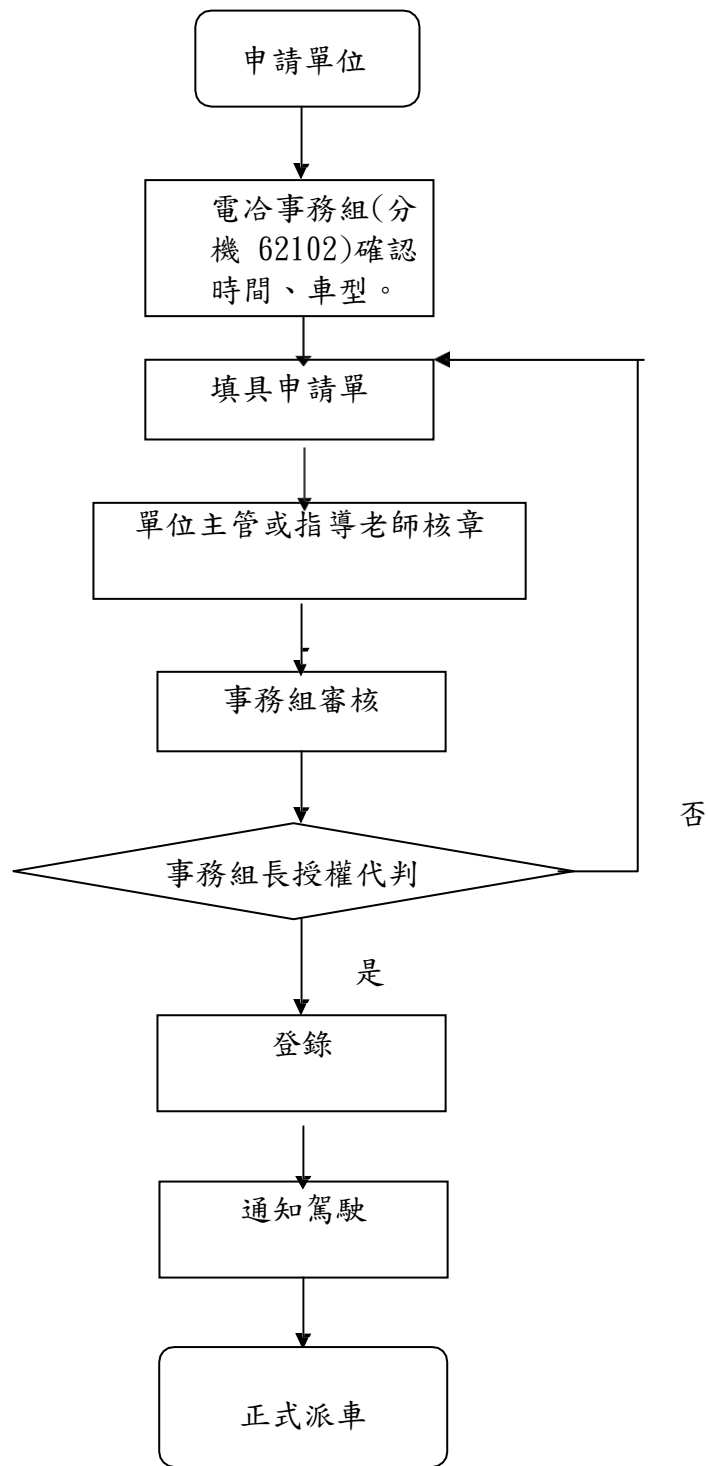 申請單位
電冾事務組(分
機 62102)確認
時間、車型。
填具申請單
單位主管或指導老師核章
事務組審核
否
事務組長授權代判
是
登錄
通知駕駛
正式派車